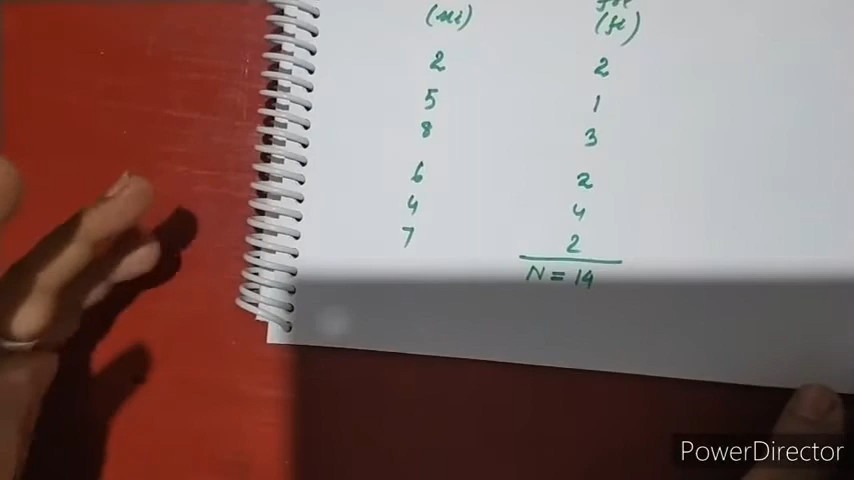 (xi) (fi)
2 2
5 1
8 3
6 2
4 4
7 2
N = 14
PowerDirector